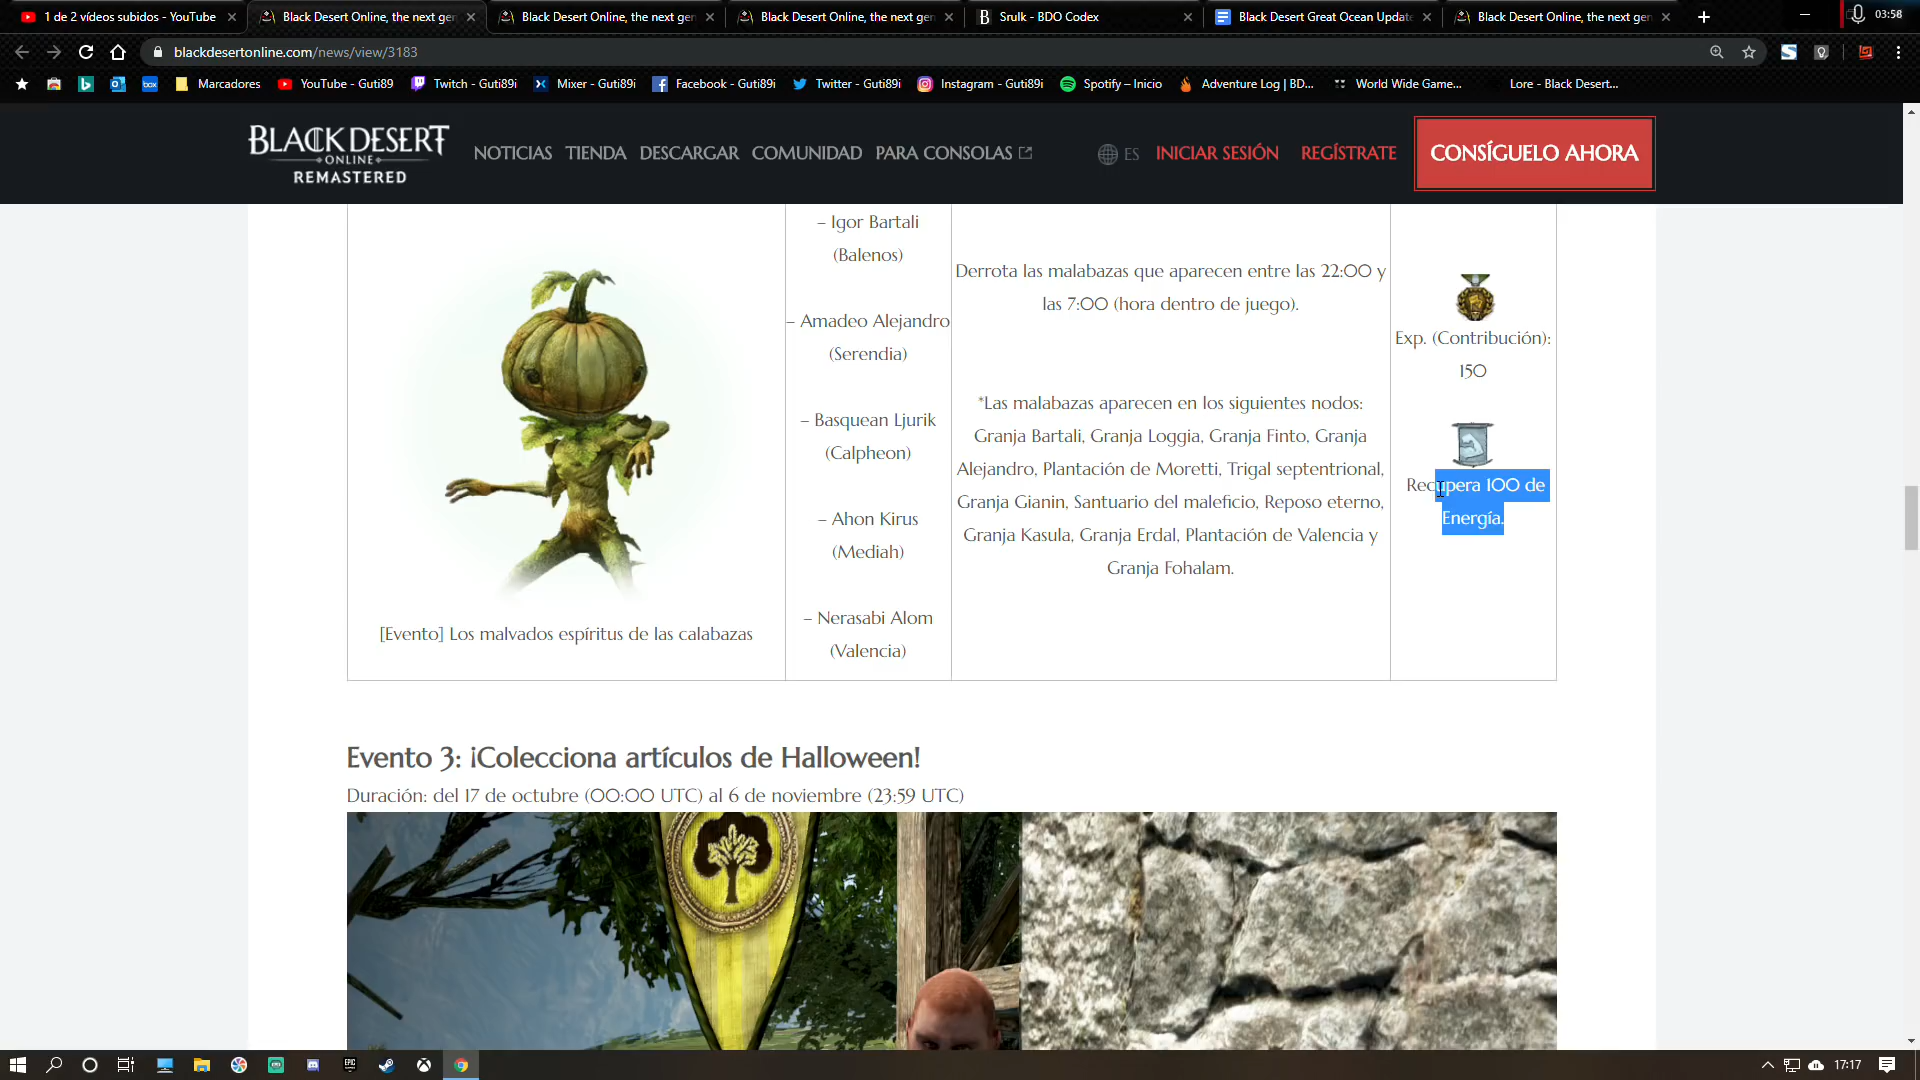 1 de 2 vídeos subidos - YouTube
Black Desert Online, the next gen
Black Desert Online, the next gen
Black Desert Online, the next gen
B Srulk - BDO Codex
Black Desert Great Ocean Update
Black Desert Online, the next gen
03:58
blackdesertonline.com/news/view/3183
box
Marcadores
YouTube - Guti89
Twitch - Guti89i
Mixer - Guti89i
Facebook - Guti89i
Twitter - Guti89i
Instagram - Guti89i
Spotify – Inicio
Adventure Log | BD...
World Wide Game...
Lore - Black Desert...
BLACK DESERT
ONLINE
REMASTERED
NOTICIAS
TIENDA
DESCARGAR
COMUNIDAD
PARA CONSOLAS
ES
INICIAR SESIÓN
REGÍSTRATE
CONSÍGUELO AHORA
– Igor Bartali
(Balenos)
– Amadeo Alejandro
(Serendia)
– Basquean Ljurik
(Calpheon)
– Ahon Kirus
(Mediah)
– Nerasabi Alom
(Valencia)
Derrota las malabazas que aparecen entre las 22:00 y
las 7:00 (hora dentro de juego).
*Las malabazas aparecen en los siguientes nodos:
Granja Bartali, Granja Loggia, Granja Finto, Granja
Alejandro, Plantación de Moretti, Trigal septentrional,
Granja Gianin, Santuario del maleficio, Reposo eterno,
Granja Kasula, Granja Erdal, Plantación de Valencia y
Granja Fohalam.
Exp. (Contribución):
150
Recupera 100 de
Energía.
[Evento] Los malvados espíritus de las calabazas
Evento 3: ¡Colecciona artículos de Halloween!
Duración: del 17 de octubre (00:00 UTC) al 6 de noviembre (23:59 UTC)
EPIC
17:17